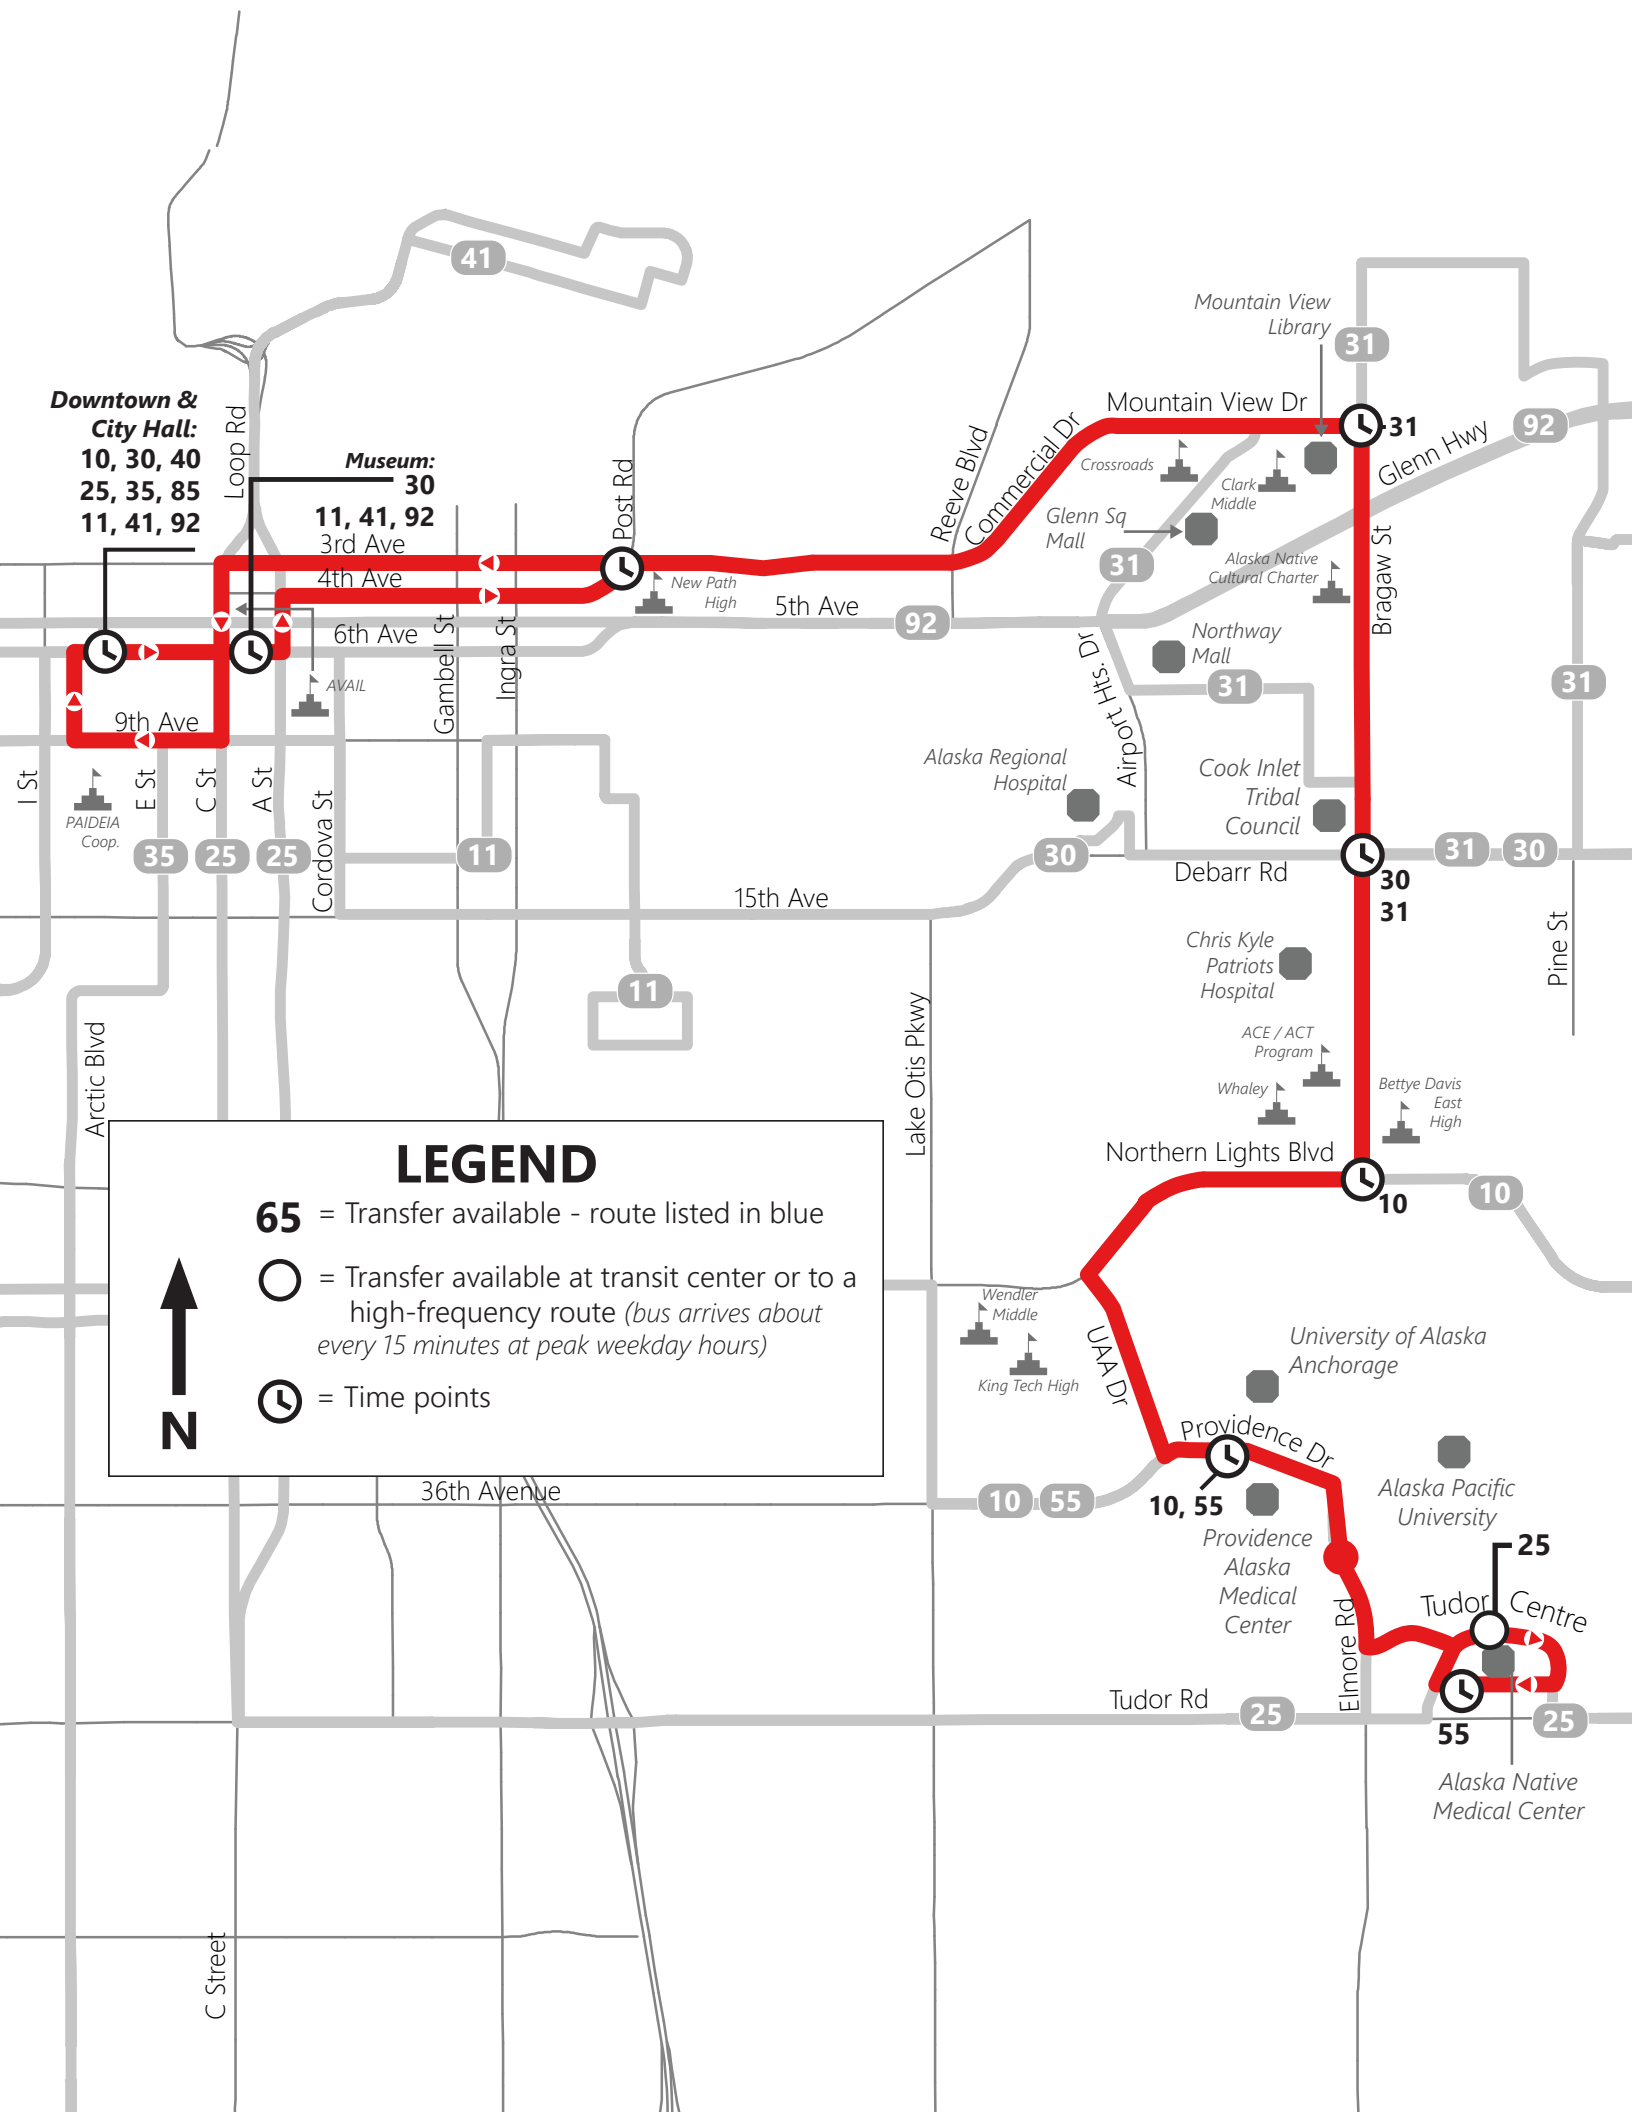 41
Mountain View
Library
31
Downtown &
City Hall:
10, 30, 40
25, 35, 85
11, 41, 92
Loop Rd
Museum:
30
11, 41, 92
Mountain View Dr
31
92
Glenn Hwy
Commercial Dr
Reeve Blvd
Post Rd
Crossroads
Clark
Middle
Glenn Sq
Mall
31
Alaska Native
Cultural Charter
Bragaw St
3rd Ave
4th Ave
New Path
High
5th Ave
92
6th Ave
Gambell St
Ingra St
AVAIL
9th Ave
Northway
Mall
31
31
Airport Hts. Dr
Alaska Regional
Hospital
Cook Inlet
Tribal
Council
I St
E St
C St
A St
Cordova St
PAIDEIA
Coop.
35
25
25
11
30
31
30
Debarr Rd
30
31
15th Ave
Chris Kyle
Patriots
Hospital
Pine St
11
Lake Otis Pkwy
Arctic Blvd
ACE / ACT
Program
Whaley
Bettye Davis
East
High
Northern Lights Blvd
10
10
LEGEND
65 = Transfer available - route listed in blue
= Transfer available at transit center or to a
high-frequency route (bus arrives about
every 15 minutes at peak weekday hours)
= Time points
N
Wendler
Middle
King Tech High
UAA Dr
University of Alaska
Anchorage
Providence Dr
36th Avenue
10
55
10, 55
Alaska Pacific
University
Providence
Alaska
Medical
Center
25
Tudor Centre
Elmore Rd
Tudor Rd
25
55
25
Alaska Native
Medical Center
C Street